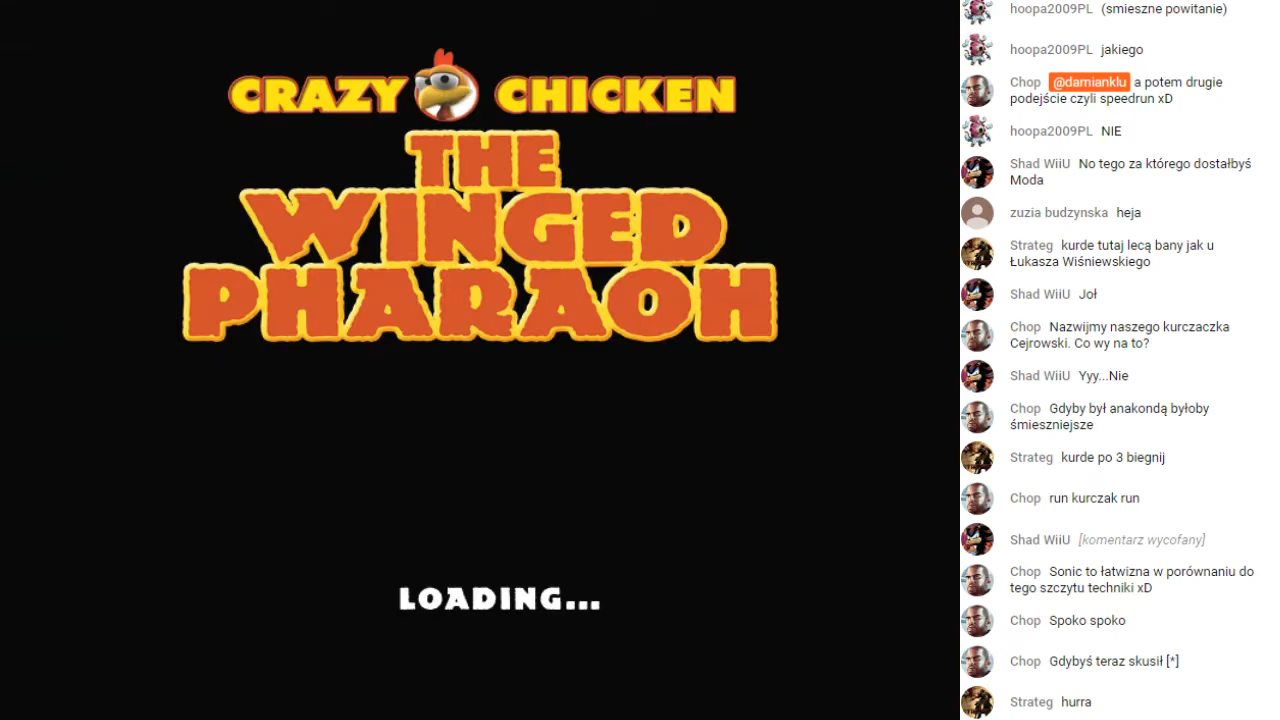 CRAZY CHICKEN
THE
WINGED
PHARAOH
LOADING...
hoopa2009PL (smieszne powitanie)
hoopa2009PL jakiego
Chop @damianklu a potem drugie
podejście czyli speedrun xD
hoopa2009PL NIE
Shad WiiU No tego za którego dostałbyś
Moda
zuzia budzynska heja
Strateg kurde tutaj lecą bany jak u
Łukasza Wiśniewskiego
Shad WiiU Joł
Chop Nazwijmy naszego kurczaczka
Cejrowski. Co wy na to?
Shad WiiU Yyy...Nie
Chop Gdyby był anakondą byłoby
śmieszniejsze
Strateg kurde po 3 biegnij
Chop run kurczak run
Shad WiiU [komentarz wycofany]
Chop Sonic to łatwizna w porównaniu do
tego szczytu techniki xD
Chop Spoko spoko
Chop Gdybyś teraz skusił [*]
Strateg hurra